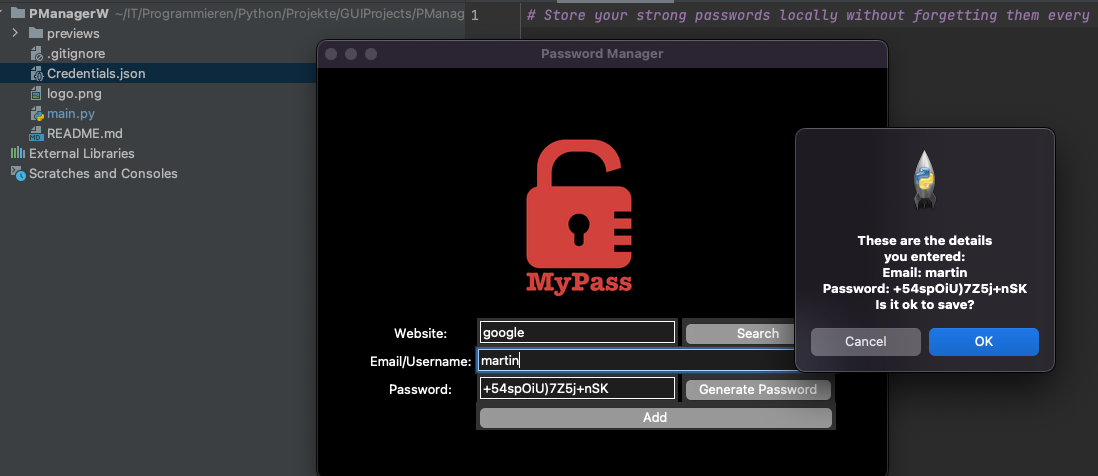 PManagerW ~/IT/Programmieren/Python/Projekte/GUIProjects/PManag
previews
.gitignore
Credentials.json
logo.png
main.py
MD README.md
External Libraries
Scratches and Consoles
1 # Store your strong passwords locally without forgetting them every
Password Manager
MyPass
Website: google Search
Email/Username: martin
Password: +54spOiU)7Z5j+nSK Generate Password
Add
These are the details
you entered:
Email: martin
Password: +54spOiU)7Z5j+nSK
Is it ok to save?
Cancel OK